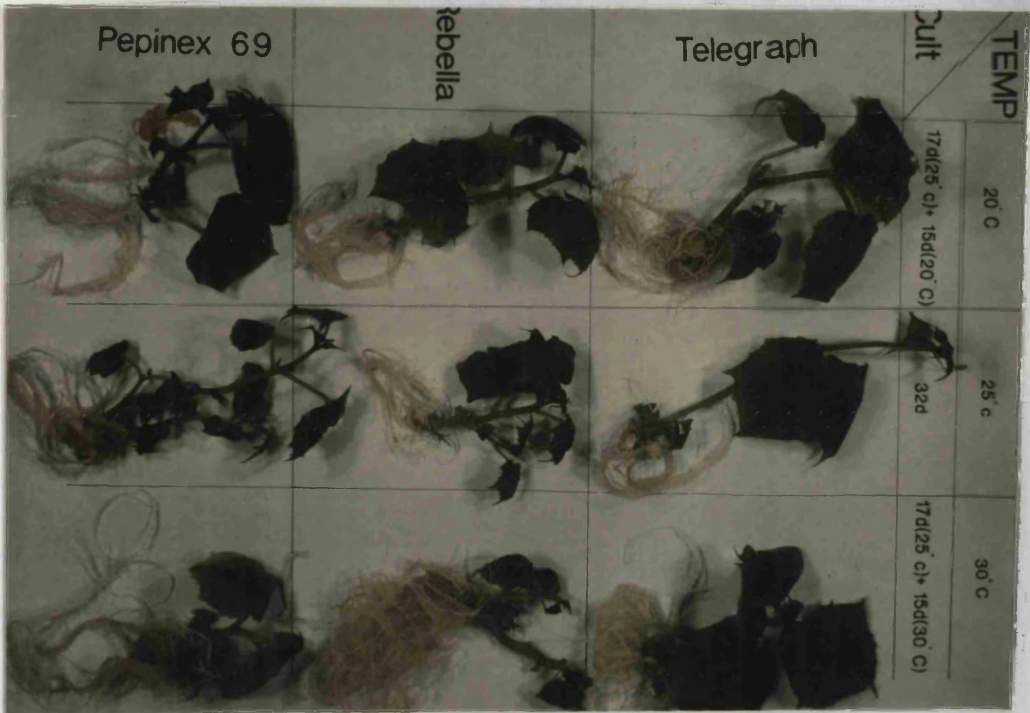 TEMP
20°C
25°c
30°C
Cult
17d(25°c)+ 15d(20°C)
32d
17d(25°c)+ 15d(30°C)
Telegraph
Rebella
Pepinex 69